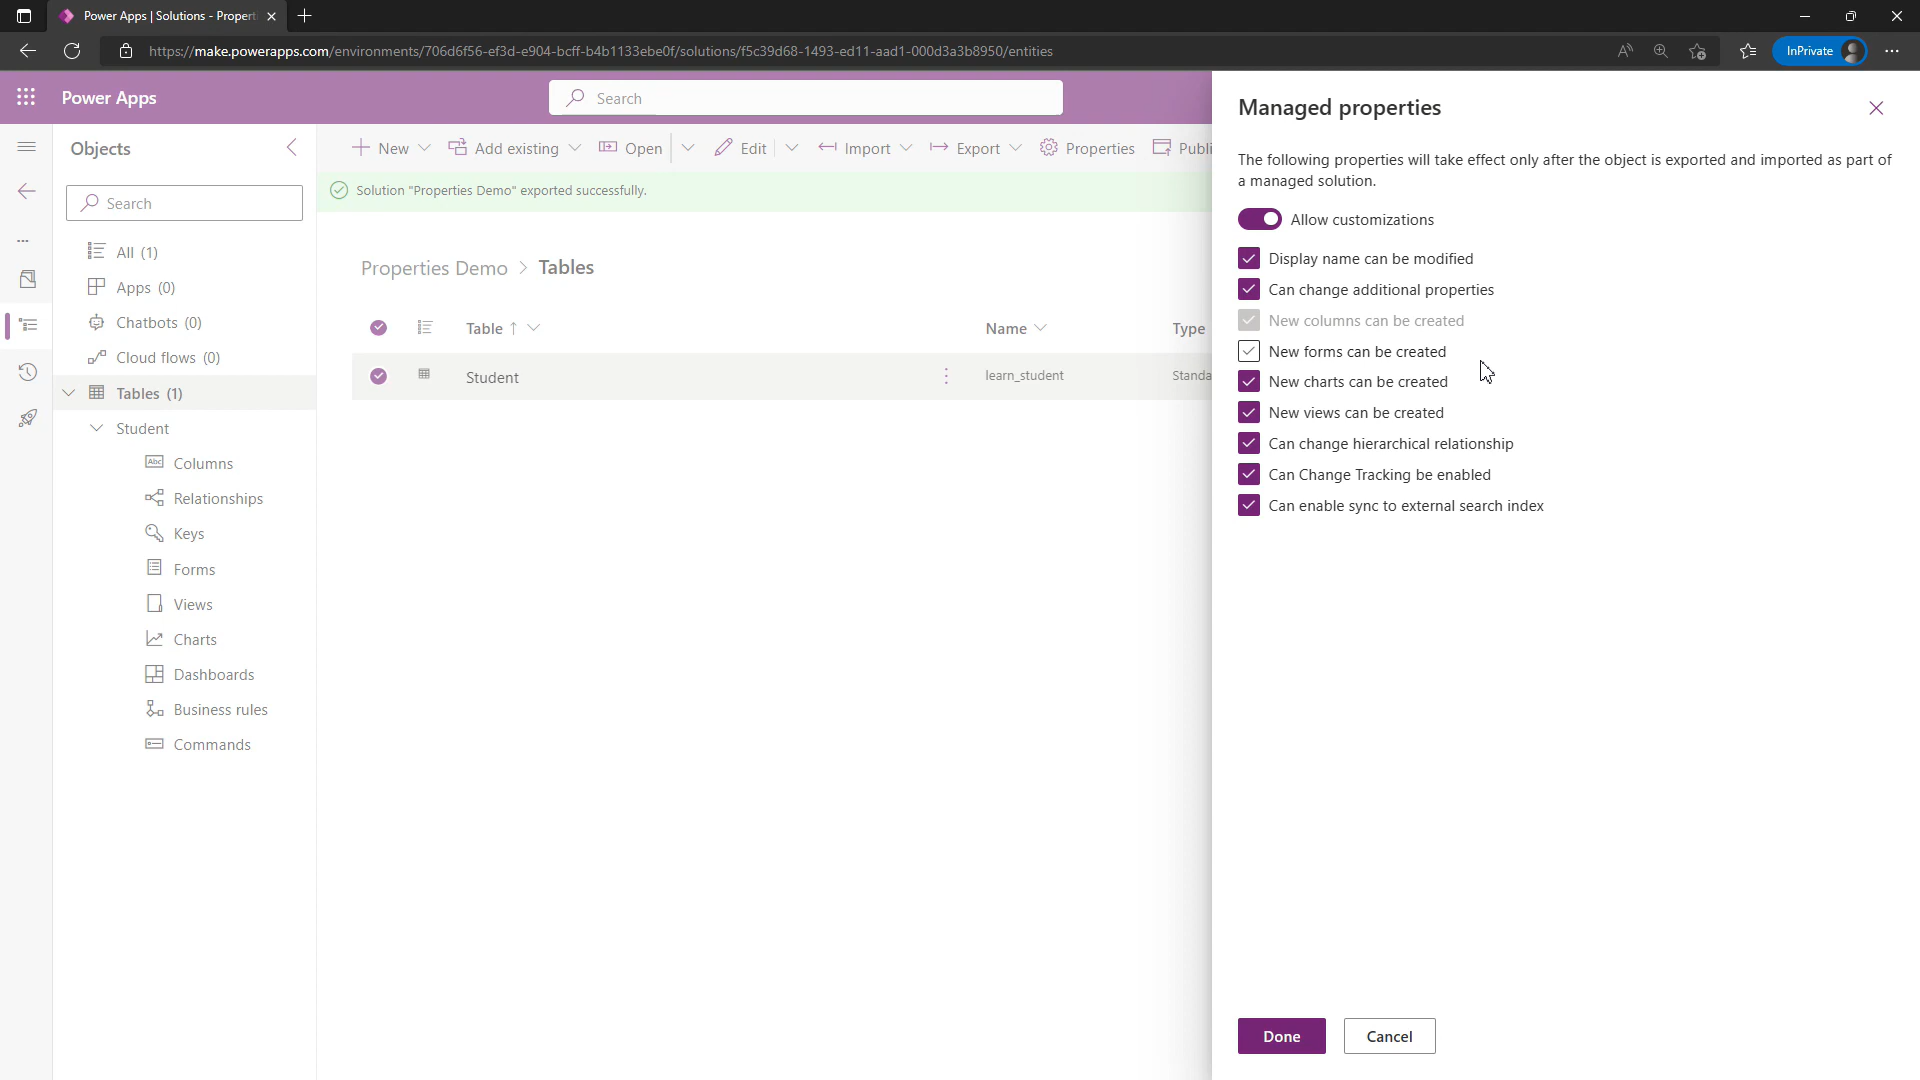 Power Apps | Solutions - Propert
https://make.powerapps.com/environments/706d6f56-ef3d-e904-bcff-b4b1133ebe0f/solutions/f5c39d68-1493-ed11-aad1-000d3a3b8950/entities
InPrivate
Power Apps
Search
Objects
Search
All (1)
Apps (0)
Chatbots (0)
Cloud flows (0)
Tables (1)
Student
Columns
Relationships
Keys
Forms
Views
Charts
Dashboards
Business rules
Commands
New
Add existing
Open
Edit
Import
Export
Properties
Publi
Solution "Properties Demo" exported successfully.
Properties Demo > Tables
Table ↑ Name Type
Student learn_student Standa
Managed properties
The following properties will take effect only after the object is exported and imported as part of
a managed solution.
Allow customizations
Display name can be modified
Can change additional properties
New columns can be created
New forms can be created
New charts can be created
New views can be created
Can change hierarchical relationship
Can Change Tracking be enabled
Can enable sync to external search index
Done
Cancel